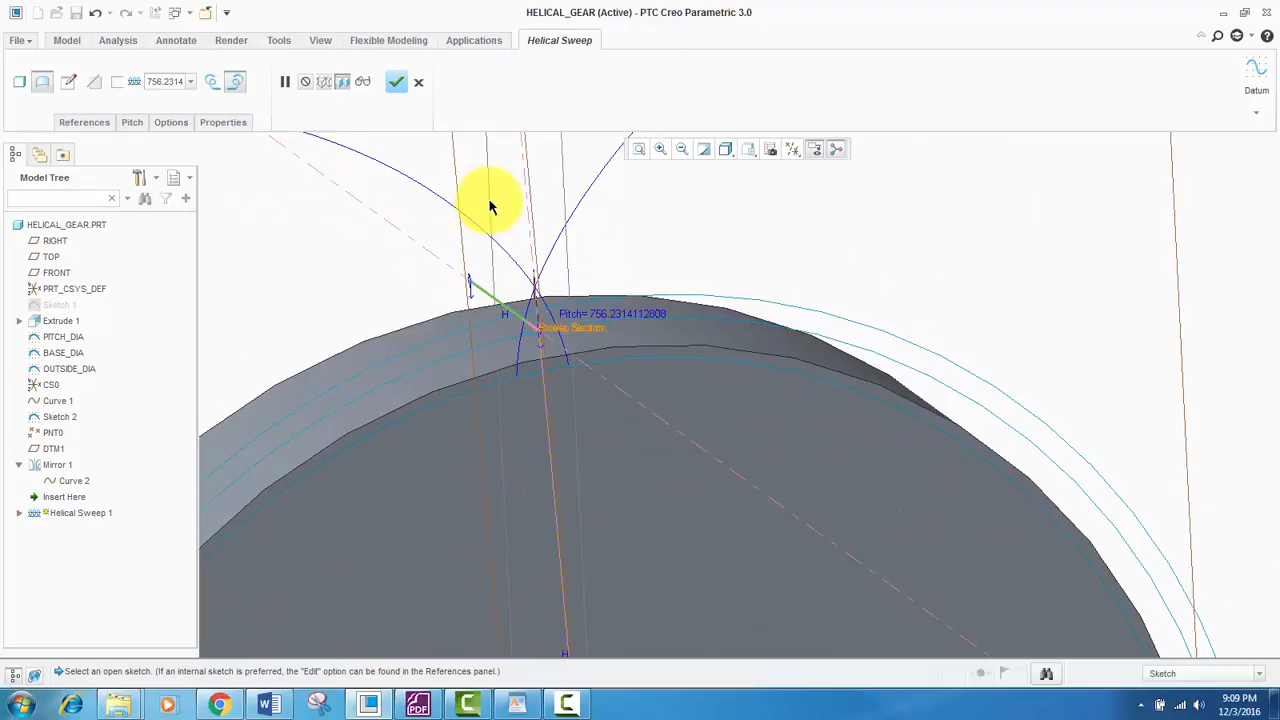 HELICAL_GEAR (Active) - PTC Creo Parametric 3.0
File Model Analysis Annotate Render Tools View Flexible Modeling Applications Helical Sweep
756.2314
Datum
References Pitch Options Properties
Model Tree
HELICAL_GEAR.PRT
RIGHT
TOP
FRONT
PRT_CSYS_DEF
Sketch 1
Extrude 1
PITCH_DIA
BASE_DIA
OUTSIDE_DIA
CS0
Curve 1
Sketch 2
PNT0
DTM1
Mirror 1
Curve 2
Insert Here
Helical Sweep 1
H
Pitch= 756.2314112808
Section
H
Select an open sketch. (If an internal sketch is preferred, the "Edit" option can be found in the References panel.)
Sketch
PDF
9:09 PM
12/3/2016